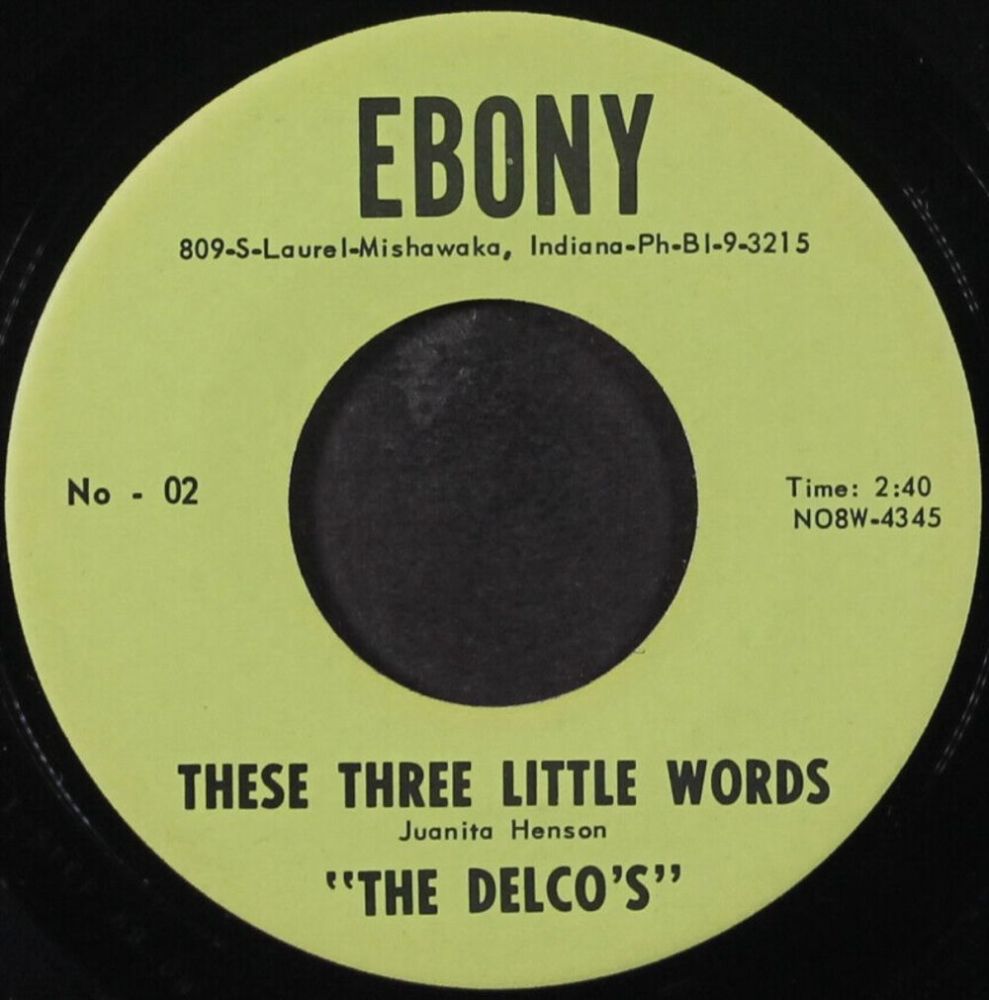 EBONY
809-S-Laurel-Mishawaka, Indiana-Ph-BI-9-3215
No - 02
Time: 2:40
NO8W-4345
THESE THREE LITTLE WORDS
Juanita Henson
"THE DELCO'S"